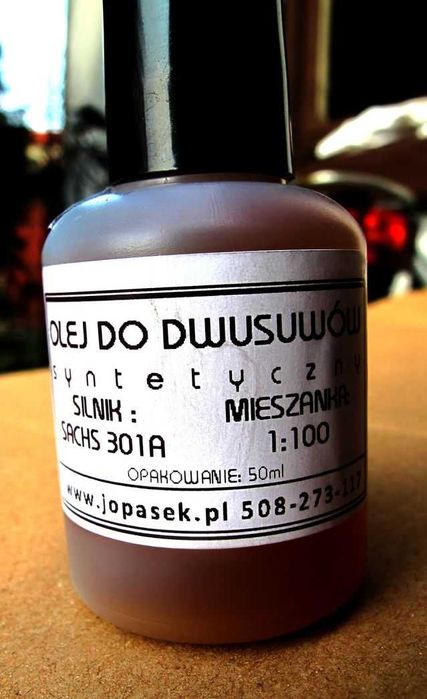 OLEJ DO DWUSUWÓW
syntetyczny
SILNIK : MIESZANKA:
SACHS 301A 1:100
OPAKOWANIE: 50ml
www.jopasek.pl 508-273-117